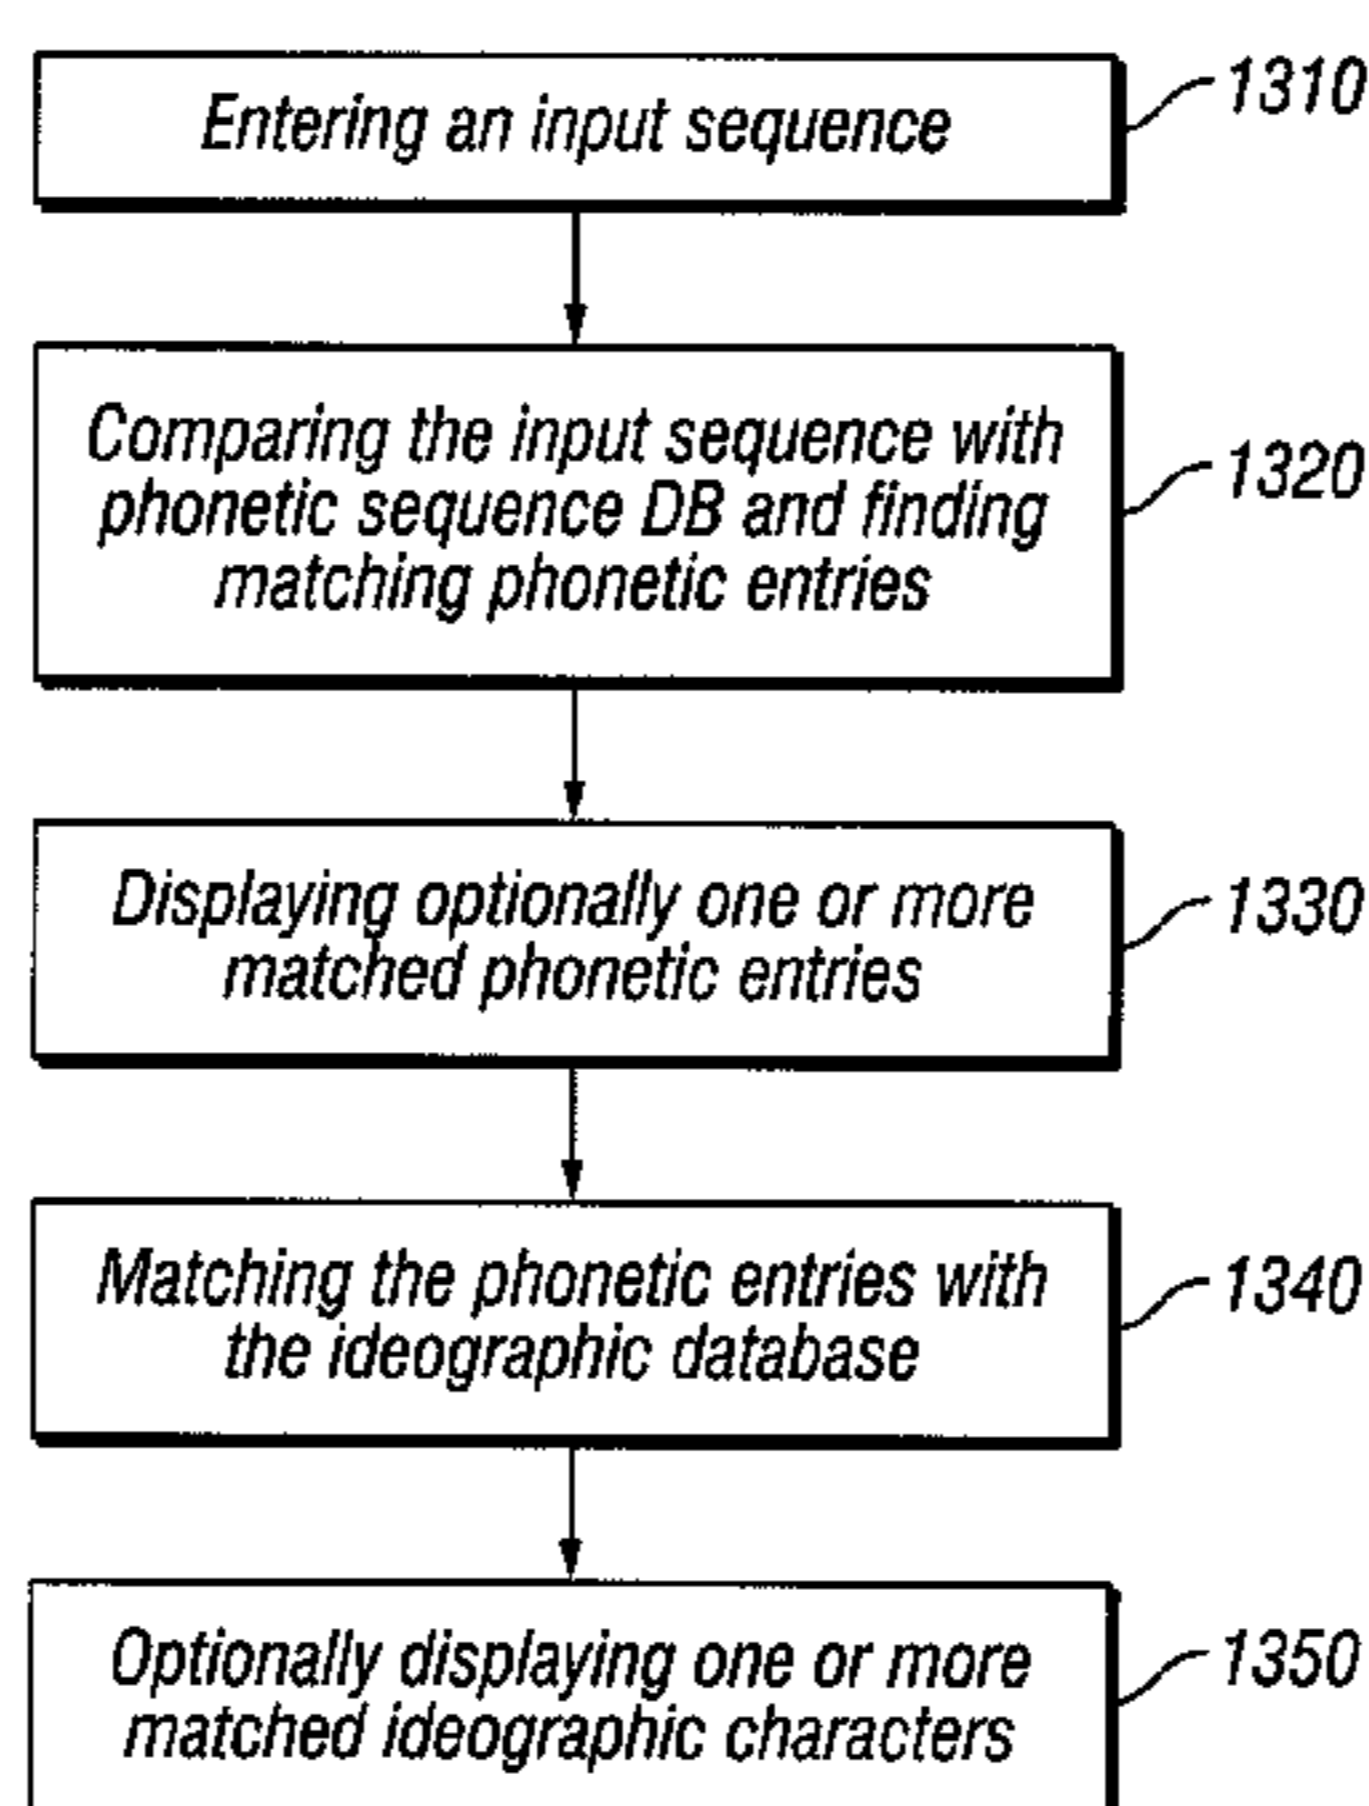 Entering an input sequence
1310
Comparing the input sequence with
phonetic sequence DB and finding
matching phonetic entries
1320
Displaying optionally one or more
matched phonetic entries
1330
Matching the phonetic entries with
the ideographic database
1340
Optionally displaying one or more
matched ideographic characters
1350